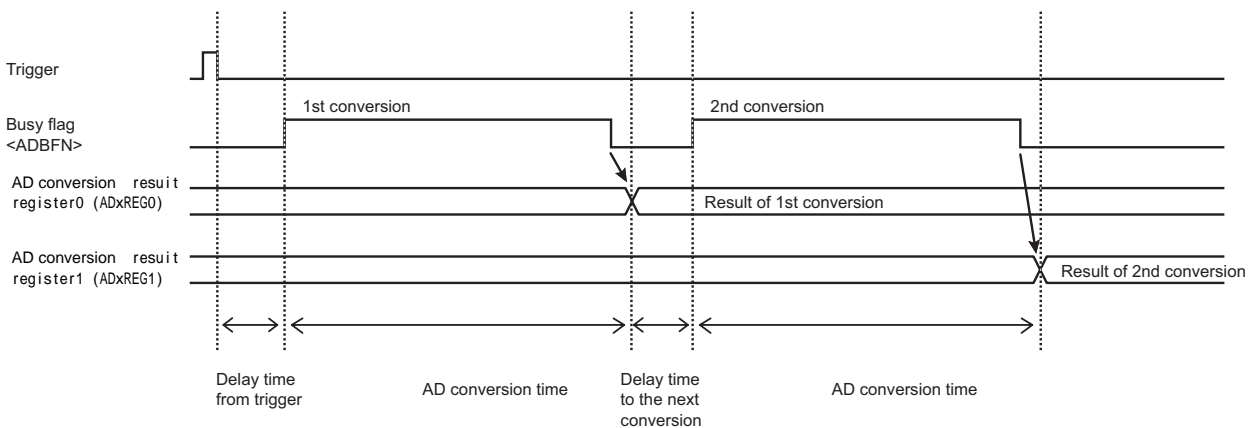 Trigger
1st conversion
2nd conversion
Busy flag
<ADBFN>
AD conversion resuit
register0 (ADxREG0)
Result of 1st conversion
AD conversion resuit
register1 (ADxREG1)
Result of 2nd conversion
Delay time
from trigger
AD conversion time
Delay time
to the next
conversion
AD conversion time